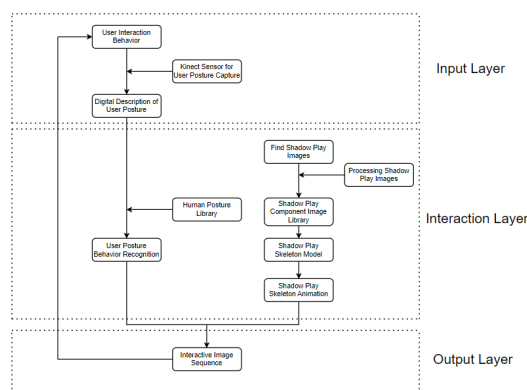 User Interaction
Behavior
Kinect Sensor for
User Posture Capture
Input Layer
Digital Description of
User Posture
Find Shadow Play
Images
Processing Shadow
Play Images
Human Posture
Library
Shadow Play
Component Image
Library
Interaction Layer
User Posture
Behavior Recognition
Shadow Play
Skeleton Model
Shadow Play
Skeleton Animation
Interactive Image
Sequence
Output Layer